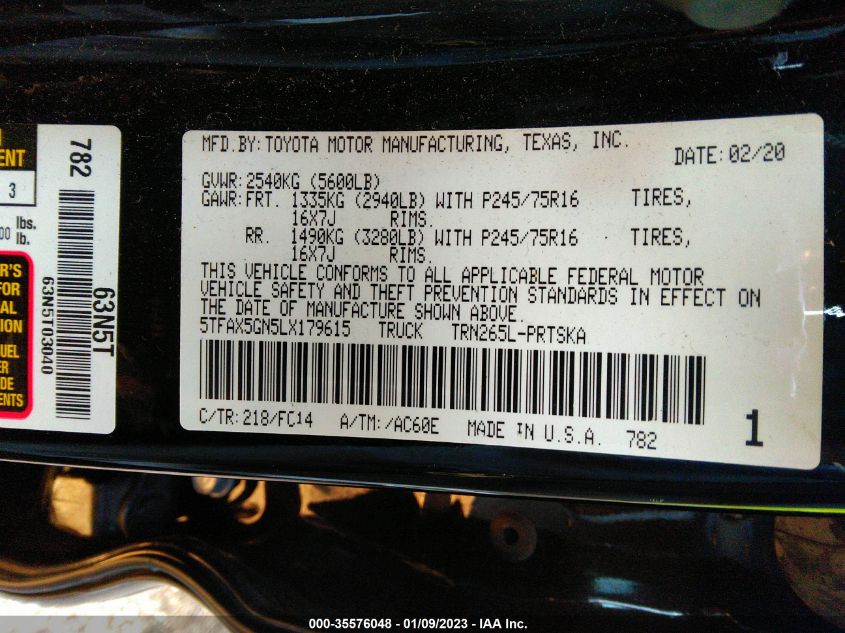 MFD.BY: TOYOTA MOTOR MANUFACTURING, TEXAS, INC.
DATE: 02/20
GVWR: 2540KG (5600LB)
GAWR: FRT. 1335KG (2940LB) WITH P245/75R16 TIRES,
16X7J RIMS.
RR. 1490KG (3280LB) WITH P245/75R16 TIRES,
16X7J RIMS.
THIS VEHICLE CONFORMS TO ALL APPLICABLE FEDERAL MOTOR
VEHICLE SAFETY AND THEFT PREVENTION STANDARDS IN EFFECT ON
THE DATE OF MANUFACTURE SHOWN ABOVE.
5TFAX5GN5LX179615 TRUCK TRN265L-PRTSKA
C/TR: 218/FC14 A/TM: /AC60E MADE IN U.S.A. 782
1
782
63N5T
63N5T03040
3
lbs.
lb.
000-35576048 - 01/09/2023 - IAA Inc.